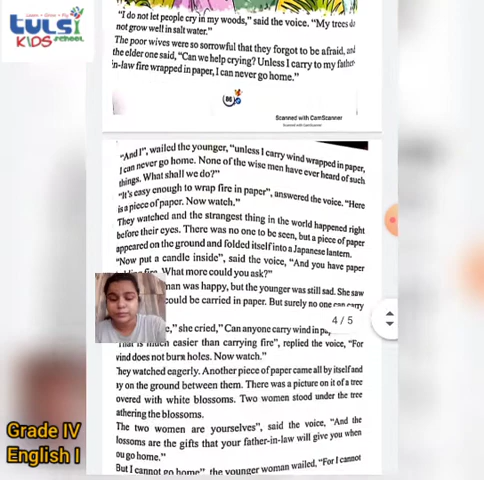 Learn • Shine • Fly
tulsi
KIDS school
"I do not let people cry in my woods," said the voice. "My trees do
not grow well in salt water."
The poor wives were so sorrowful that they forgot to be afraid, and
the elder one said, "Can we help crying? Unless I carry to my father-
in-law fire wrapped in paper, I can never go home."
Scanned with CamScanner
Scanned with CamScanner
"And I", wailed the younger, "unless I carry wind wrapped in paper,
I can never go home. None of the wise men have ever heard of such
things. What shall we do?"
"It's easy enough to wrap fire in paper", answered the voice. "Here
is a piece of paper. Now watch."
They watched and the strangest thing in the world happened right
before their eyes. There was no one to be seen, but a piece of paper
appeared on the ground and folded itself into a Japanese lantern.
"Now put a candle inside", said the voice, "And you have paper
fire. What more could you ask?"
man was happy, but the younger was still sad. She saw
could be carried in paper. But surely no one can carry
4 / 5
e," she cried," Can anyone carry wind in
That is much easier than carrying fire", replied the voice, "For
wind does not burn holes. Now watch."
They watched eagerly. Another piece of paper came all by itself and
ay on the ground between them. There was a picture on it of a tree
overed with white blossoms. Two women stood under the tree
athering the blossoms.
The two women are yourselves", said the voice, "And the
lossoms are the gifts that your father-in-law will give you when
ou go home."
But I cannot go home" the younger woman wailed, "For I cannot
Grade IV
English I